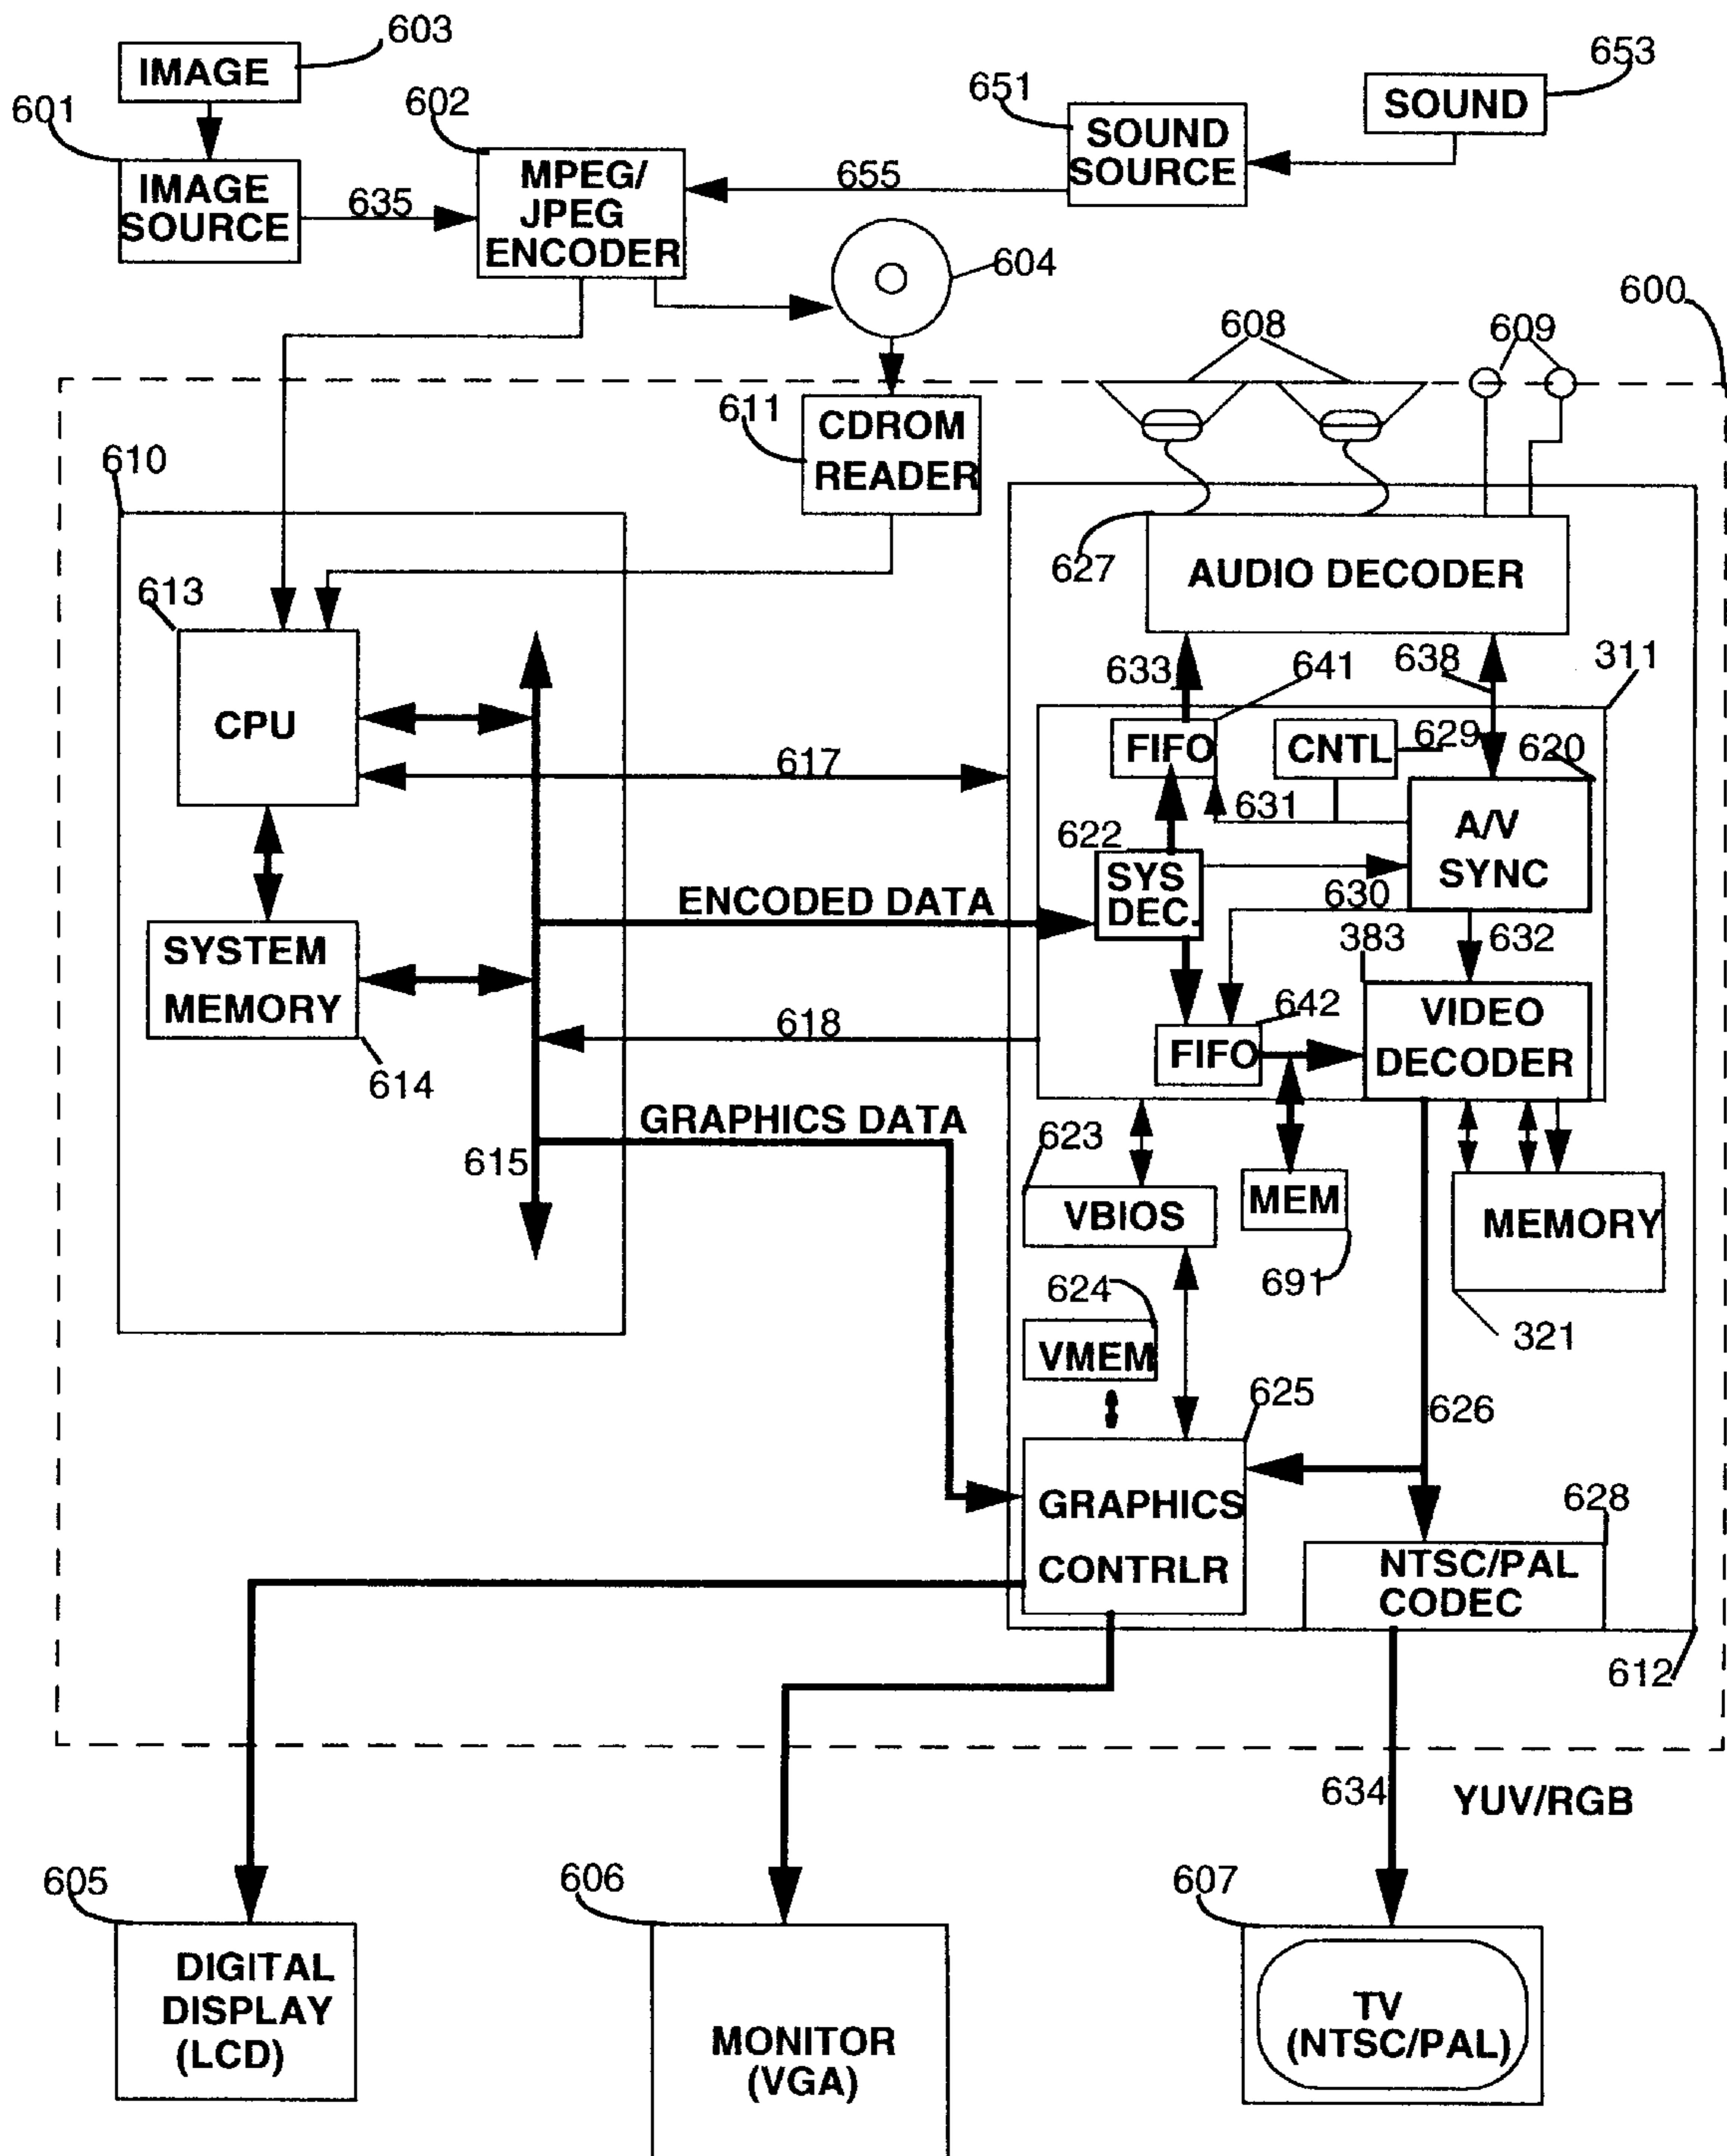 603
IMAGE
653
651
SOUND
601
602
SOUND
SOURCE
IMAGE
SOURCE
MPEG/
JPEG
ENCODER
635
655
604
600
608
609
611
CDROM
READER
610
627
AUDIO DECODER
613
CPU
633
641
638
311
FIFO
CNTL
629
620
617
631
A/V
SYNC
622
SYS
DEC.
ENCODED DATA
630
383
632
SYSTEM
MEMORY
614
618
642
FIFO
VIDEO
DECODER
GRAPHICS DATA
615
623
VBIOS
MEM
691
MEMORY
321
624
VMEM
625
626
GRAPHICS
CONTRLR
628
NTSC/PAL
CODEC
612
634
YUV/RGB
605
606
607
DIGITAL
DISPLAY
(LCD)
MONITOR
(VGA)
TV
(NTSC/PAL)